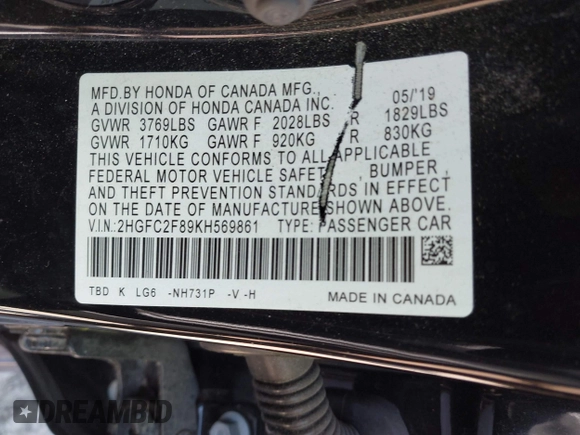 MFD.BY HONDA OF CANADA MFG., 05/'19
A DIVISION OF HONDA CANADA INC.
GVWR 3769LBS GAWR F 2028LBS R 1829LBS
GVWR 1710KG GAWR F 920KG R 830KG
THIS VEHICLE CONFORMS TO ALL APPLICABLE
FEDERAL MOTOR VEHICLE SAFETY, BUMPER,
AND THEFT PREVENTION STANDARDS IN EFFECT
ON THE DATE OF MANUFACTURE SHOWN ABOVE.
V.I.N.: 2HGFC2F89KH569861 TYPE: PASSENGER CAR
TBD K LG6 -NH731P -V -H MADE IN CANADA
DREAMBID